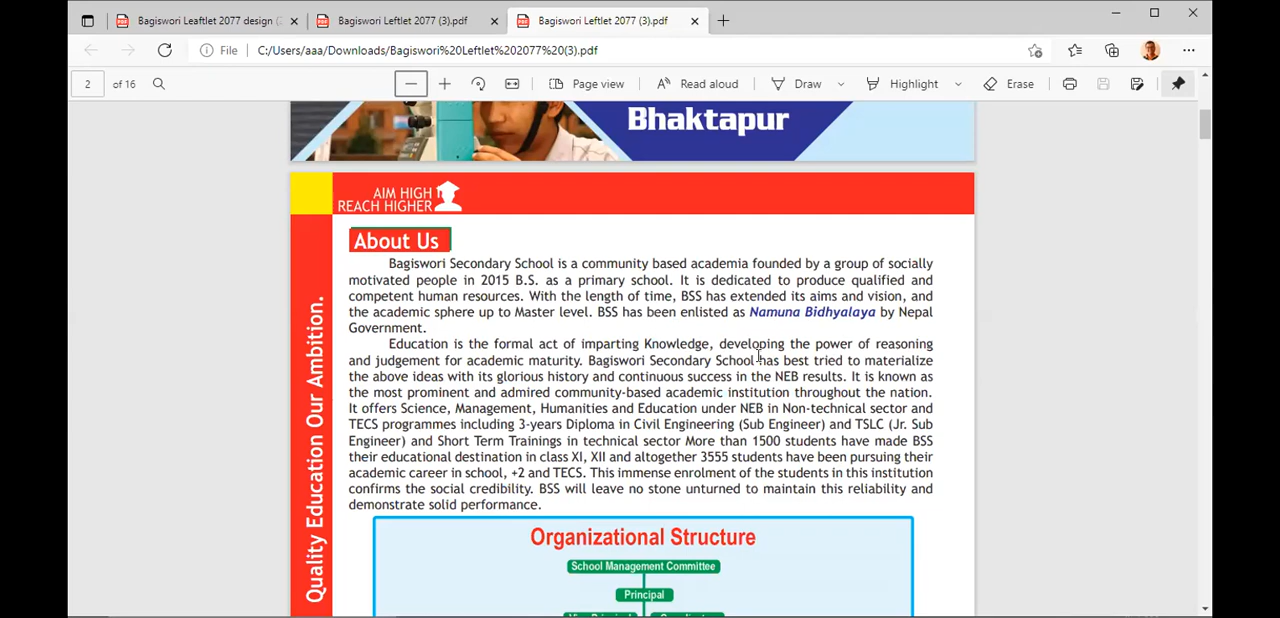 Bagiswori Leaftlet 2077 design (
Bagiswori Leftlet 2077 (3).pdf
Bagiswori Leftlet 2077 (3).pdf
File
C:/Users/aaa/Downloads/Bagiswori%20Leftlet%202077%20(3).pdf
2
of 16
Page view
Read aloud
Draw
Highlight
Erase
Bhaktapur
AIM HIGH
REACH HIGHER
Quality Education Our Ambition.
About Us
Bagiswori Secondary School is a community based academia founded by a group of socially
motivated people in 2015 B.S. as a primary school. It is dedicated to produce qualified and
competent human resources. With the length of time, BSS has extended its aims and vision, and
the academic sphere up to Master level. BSS has been enlisted as Namuna Bidhyalaya by Nepal
Government.
Education is the formal act of imparting Knowledge, developing the power of reasoning
and judgement for academic maturity. Bagiswori Secondary School has best tried to materialize
the above ideas with its glorious history and continuous success in the NEB results. It is known as
the most prominent and admired community-based academic institution throughout the nation.
It offers Science, Management, Humanities and Education under NEB in Non-technical sector and
TECS programmes including 3-years Diploma in Civil Engineering (Sub Engineer) and TSLC (Jr. Sub
Engineer) and Short Term Trainings in technical sector More than 1500 students have made BSS
their educational destination in class XI, XII and altogether 3555 students have been pursuing their
academic career in school, +2 and TECS. This immense enrolment of the students in this institution
confirms the social credibility. BSS will leave no stone unturned to maintain this reliability and
demonstrate solid performance.
Organizational Structure
School Management Committee
Principal